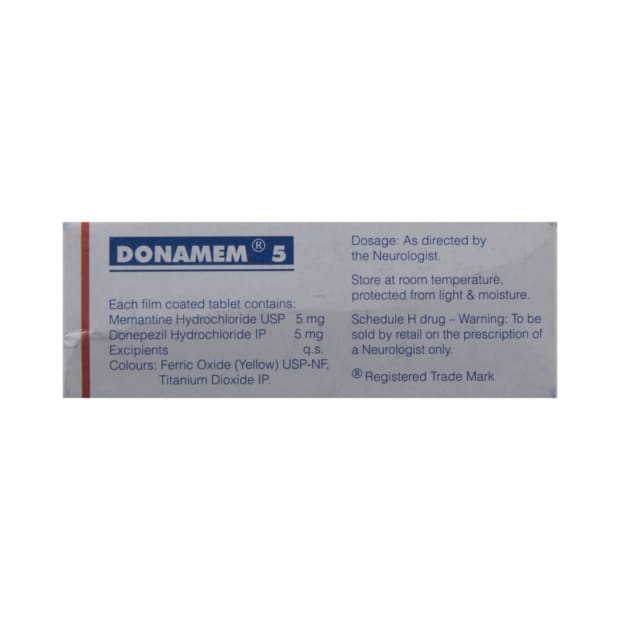 DONAMEM® 5
Each film coated tablet contains:
Memantine Hydrochloride USP 5 mg
Donepezil Hydrochloride IP 5 mg
Excipients q.s.
Colours: Ferric Oxide (Yellow) USP-NF,
Titanium Dioxide IP.
Dosage: As directed by
the Neurologist.
Store at room temperature,
protected from light & moisture.
Schedule H drug – Warning: To be
sold by retail on the prescription of
a Neurologist only.
® Registered Trade Mark